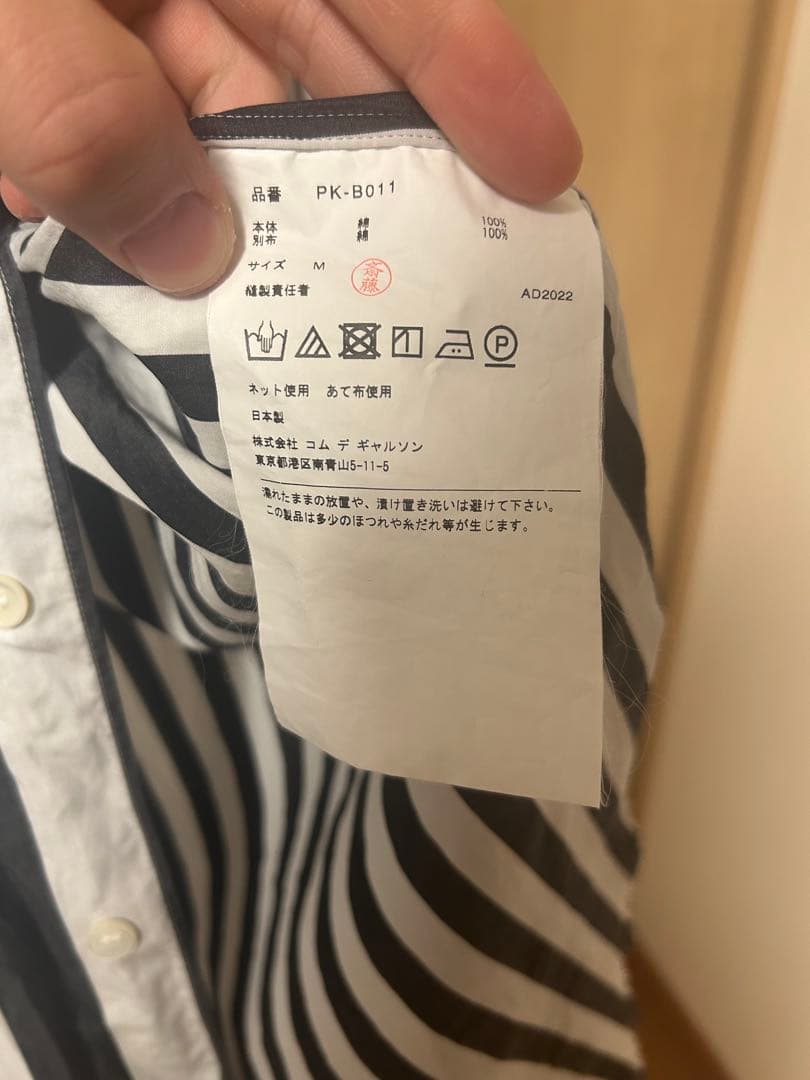 品番 PK-B011
本体 綿 100%
別布 綿 100%
サイズ M
斎藤
縫製責任者
AD2022
P
ネット使用 あて布使用
日本製
株式会社 コム デ ギャルソン
東京都港区南青山5-11-5
濡れたままの放置や、漬け置き洗いは避けて下さい。
この製品は多少のほつれや糸だれ等が生じます。